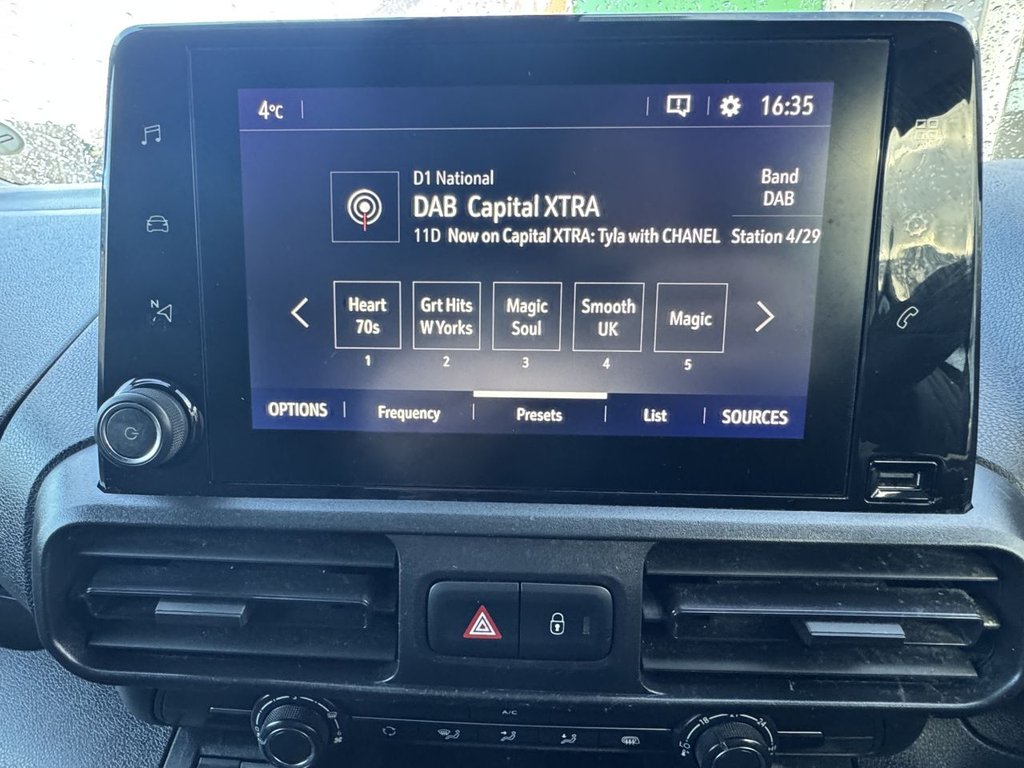 4°C
16:35
D1 National
DAB Capital XTRA
11D Now on Capital XTRA: Tyla with CHANEL
Band
DAB
Station 4/29
Heart
70s
Grt Hits
W Yorks
Magic
Soul
Smooth
UK
Magic
1 2 3 4 5
OPTIONS Frequency Presets List SOURCES
N
A/C
18 24